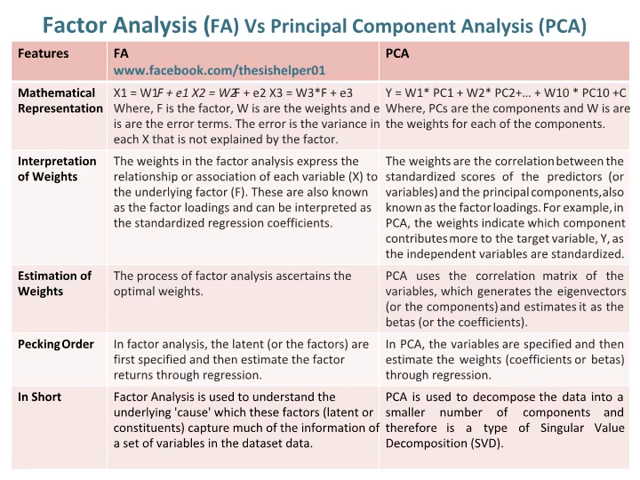 Factor Analysis (FA) Vs Principal Component Analysis (PCA)
Features
FA
www.facebook.com/thesishelper01
PCA
Mathematical
Representation
X1 = W1F + e1 X2 = W2F + e2 X3 = W3*F + e3
Where, F is the factor, W is are the weights and e
is are the error terms. The error is the variance in
each X that is not explained by the factor.
Y = W1* PC1 + W2* PC2+... + W10 * PC10 +C
Where, PCs are the components and W is are
the weights for each of the components.
Interpretation
of Weights
The weights in the factor analysis express the
relationship or association of each variable (X) to
the underlying factor (F). These are also known
as the factor loadings and can be interpreted as
the standardized regression coefficients.
The weights are the correlation between the
standardized scores of the predictors (or
variables) and the principal components, also
known as the factor loadings. For example, in
PCA, the weights indicate which component
contributes more to the target variable, Y, as
the independent variables are standardized.
Estimation of
Weights
The process of factor analysis ascertains the
optimal weights.
PCA uses the correlation matrix of the
variables, which generates the eigenvectors
(or the components) and estimates it as the
betas (or the coefficients).
Pecking Order
In factor analysis, the latent (or the factors) are
first specified and then estimate the factor
returns through regression.
In PCA, the variables are specified and then
estimate the weights (coefficients or betas)
through regression.
In Short
Factor Analysis is used to understand the
underlying 'cause' which these factors (latent or
constituents) capture much of the information of
a set of variables in the dataset data.
PCA is used to decompose the data into a
smaller number of components and
therefore is a type of Singular Value
Decomposition (SVD).